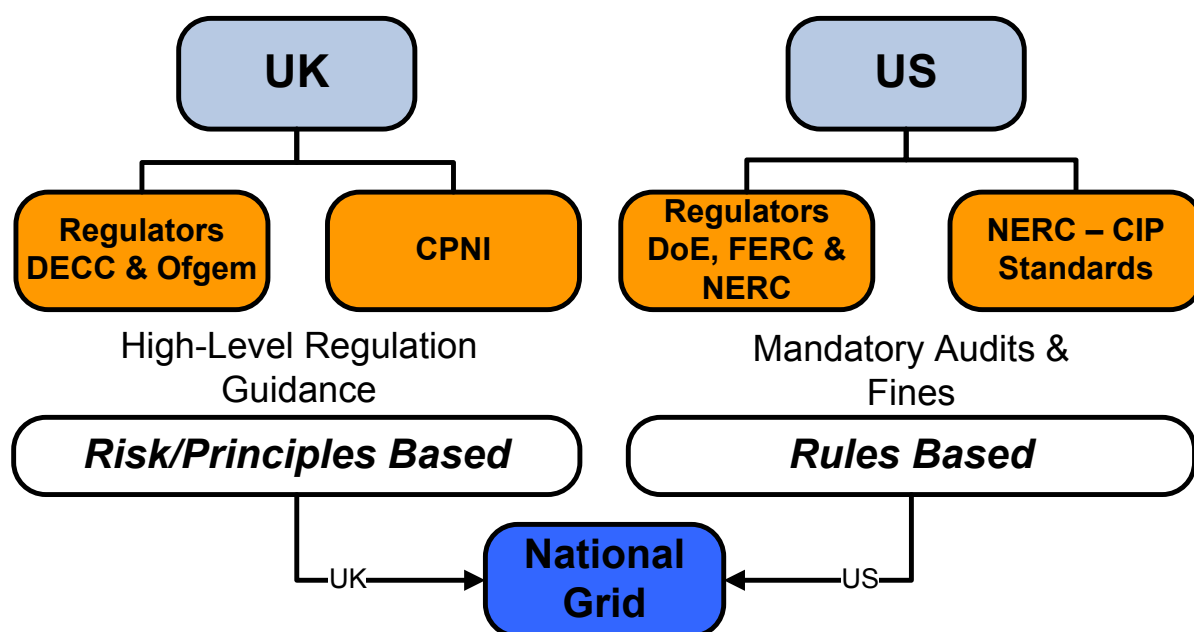 UK
US
Regulators
DECC & Ofgem
CPNI
Regulators
DoE, FERC &
NERC
NERC – CIP
Standards
High-Level Regulation
Guidance
Mandatory Audits &
Fines
Risk/Principles Based
Rules Based
UK
National
Grid
US